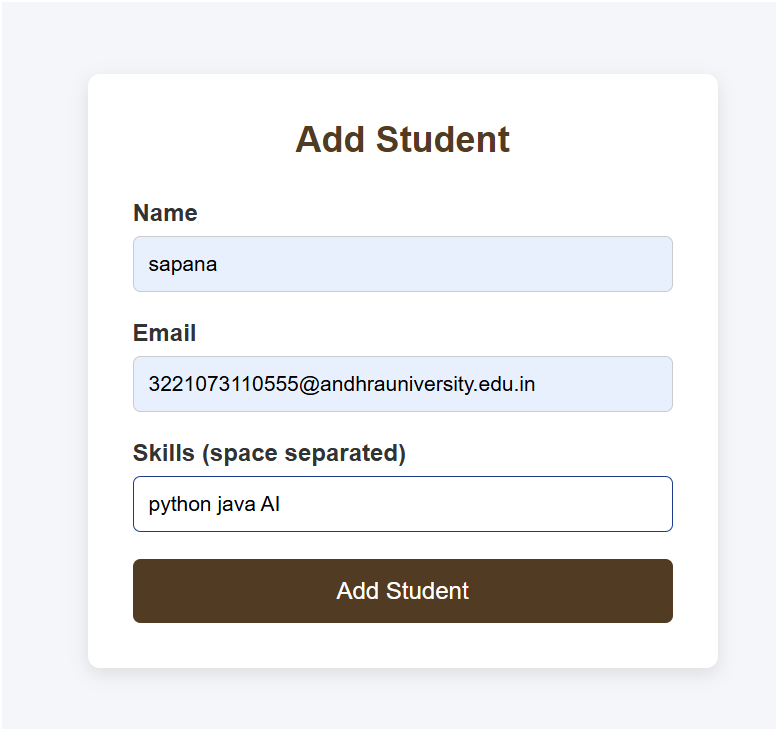 Add Student
Name
sapana
Email
3221073110555@andhrauniversity.edu.in
Skills (space separated)
python java AI
Add Student